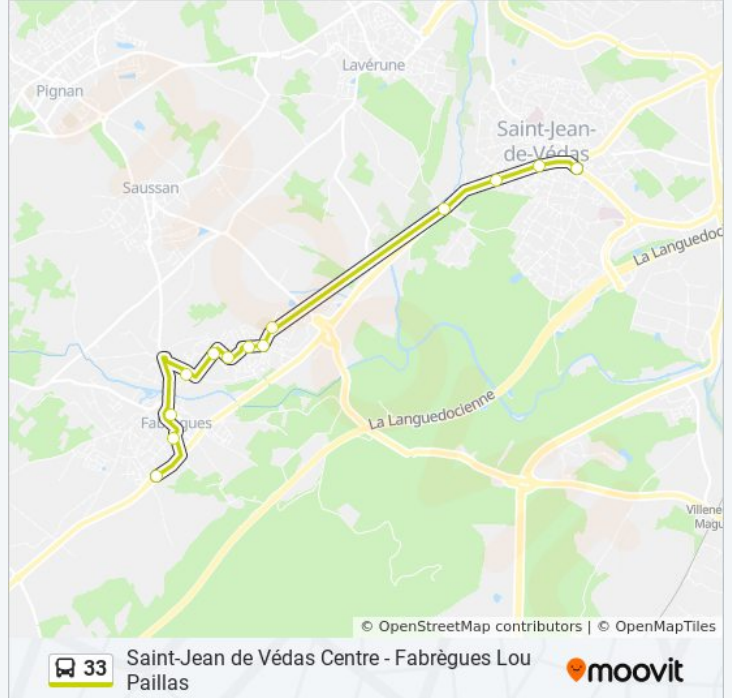 Lavérune
Pignan
Saint-Jean-
de-Védas
Saussan
La Languedoc
La Languedocienne
Fabrègues
Villene
Magu
© OpenStreetMap contributors | © OpenMapTiles
33
Saint-Jean de Védas Centre - Fabrègues Lou
Paillas
moovit